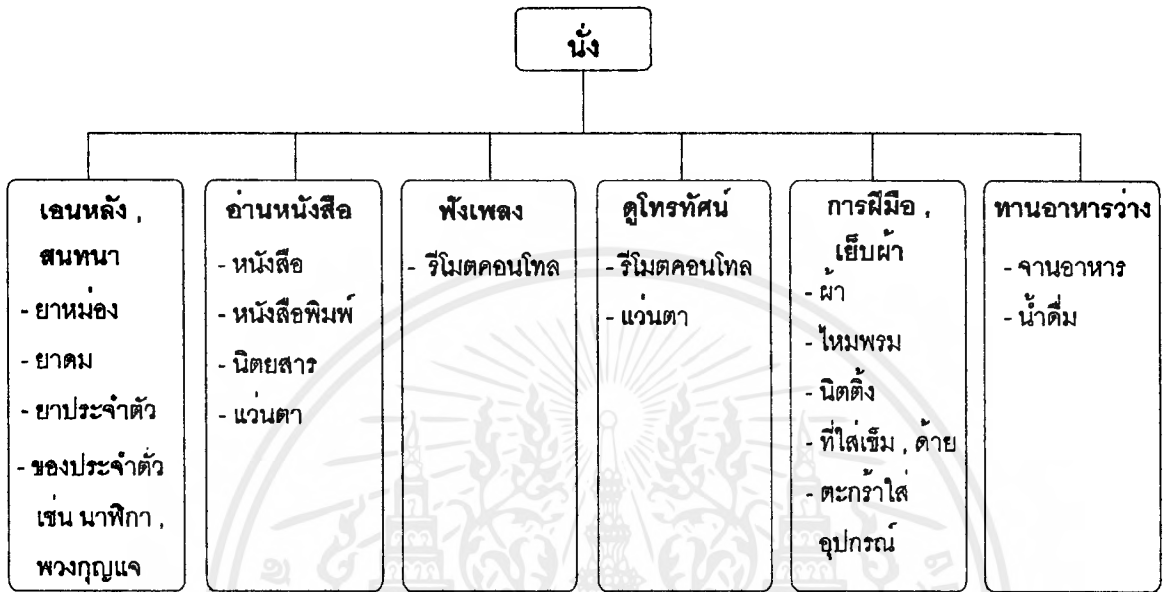 นั่ง
เอนหลัง ,
สนทนา
- ยาหม่อง
- ยาดม
- ยาประจำตัว
- ของประจำตัว
เช่น นาฬิกา ,
พวงกุญแจ
อ่านหนังสือ
- หนังสือ
- หนังสือพิมพ์
- นิตยสาร
- แว่นตา
ฟังเพลง
- รีโมตคอนโทล
ดูโทรทัศน์
- รีโมตคอนโทล
- แว่นตา
การฝีมือ ,
เย็บผ้า
- ผ้า
- ไหมพรม
- นิตติ้ง
- ที่ใส่เข็ม , ด้าย
- ตะกร้าใส่
อุปกรณ์
ทานอาหารว่าง
- จานอาหาร
- น้ำดื่ม